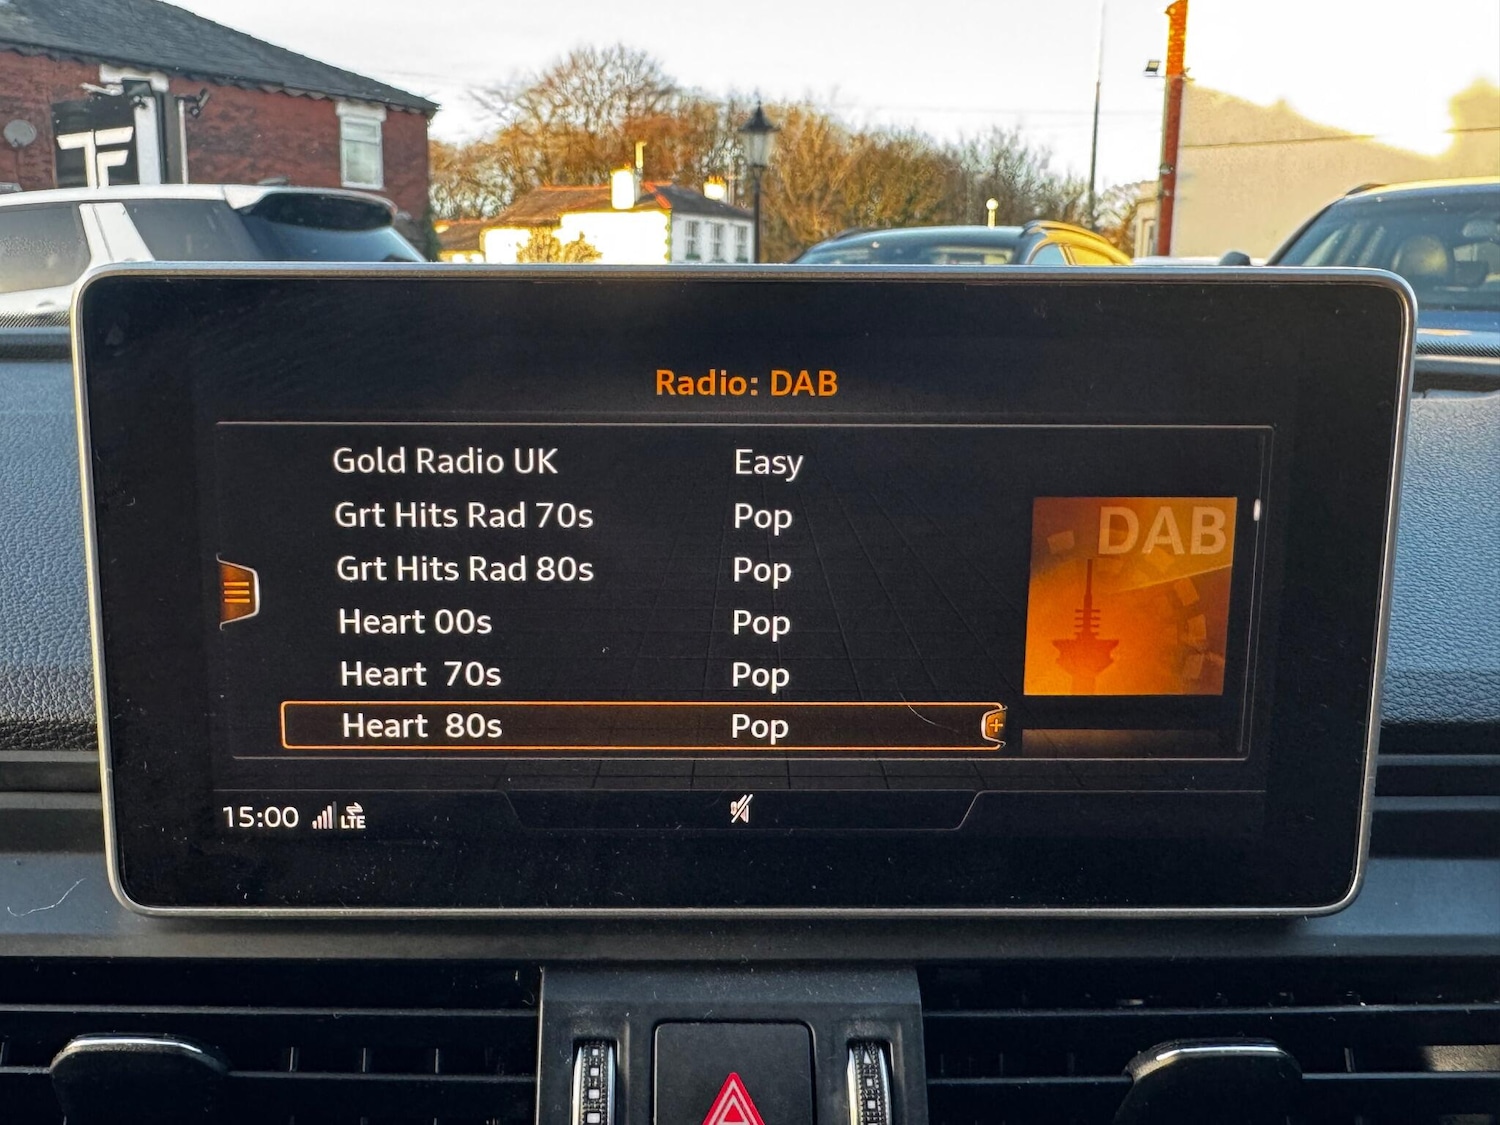 TF
Radio: DAB
Gold Radio UK Easy
Grt Hits Rad 70s Pop
Grt Hits Rad 80s Pop
Heart 00s Pop
Heart 70s Pop
Heart 80s Pop
DAB
15:00 LTE